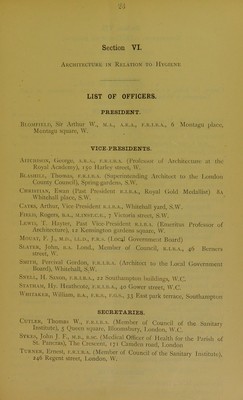 29
Section VI.
Architecture in Relation to Hygiene
LIST OF OFFICERS.
PRESIDENT.
Blomfield, Sir Arthur W., M.A., A.R.A., F.R.I.B.A., 6 Montagu place,
Montagu square, W.
VICE-PRESIDENTS.
Aitchison, George, A.R.A., F.R.I.B.A. (Professor of Architecture at the
Royal Academy), 150 Harley street, W.
Blashill, Thomas, F.R.I.B.A. (Superintending Architect to the London
County Council), Spring-gardens, S.W.
Christian, Ewan (Past President R.I.B.A., Royal Gold Medallist) 8a
Whitehall place, S.W.
Cates, Arthur, Vice-President R.I.B.A., Whitehall yard, S.W.
Field, Rogers, B.A., M.INST.C.E., 7 Victoria street, S.W.
Lewis, T. Hayter, Past Vice-President R.I.B.A. (Emeritus Professor of
Architecture), 12 Kensington gardens square, W.
Mouat, F. J., M.D., LL.D., F.R.S. (Local Government Board)
Slater, John, B.A. Lond., Member of Council, R.I.B.A., 46 Berners
street, W.
Smith, Percival Gordon, F.R.I.B.A. (Architect to the Local Government
Board), Whitehall, S.W.
Snell, H. Saxon, F.R.I.B.A., 22 Southampton buildings, W.C.
Statham, Hy. Heathcote, F.R.I.B.A., 40 Gower street, W.C.
Whitaker, William, B.A., F.R.S., F.G.S., 33 East park terrace, Southampton
SECRETARIES.
Cutler, Thomas W., F.R.I.B.A. (Member of Council of the Sanitary
Institute), 5 Queen square, Bloomsbury, London, W.C.
Sykes, John F. J., M.B., B.SC. (Medical Officer of Health for the Parish of
St. Pancras), The Crescent, 171 Camden road, London
Turner, Ernest, F.R.I.B.A. (Member of Council of the Sanitary Institute),
246 Regent street, London, W.